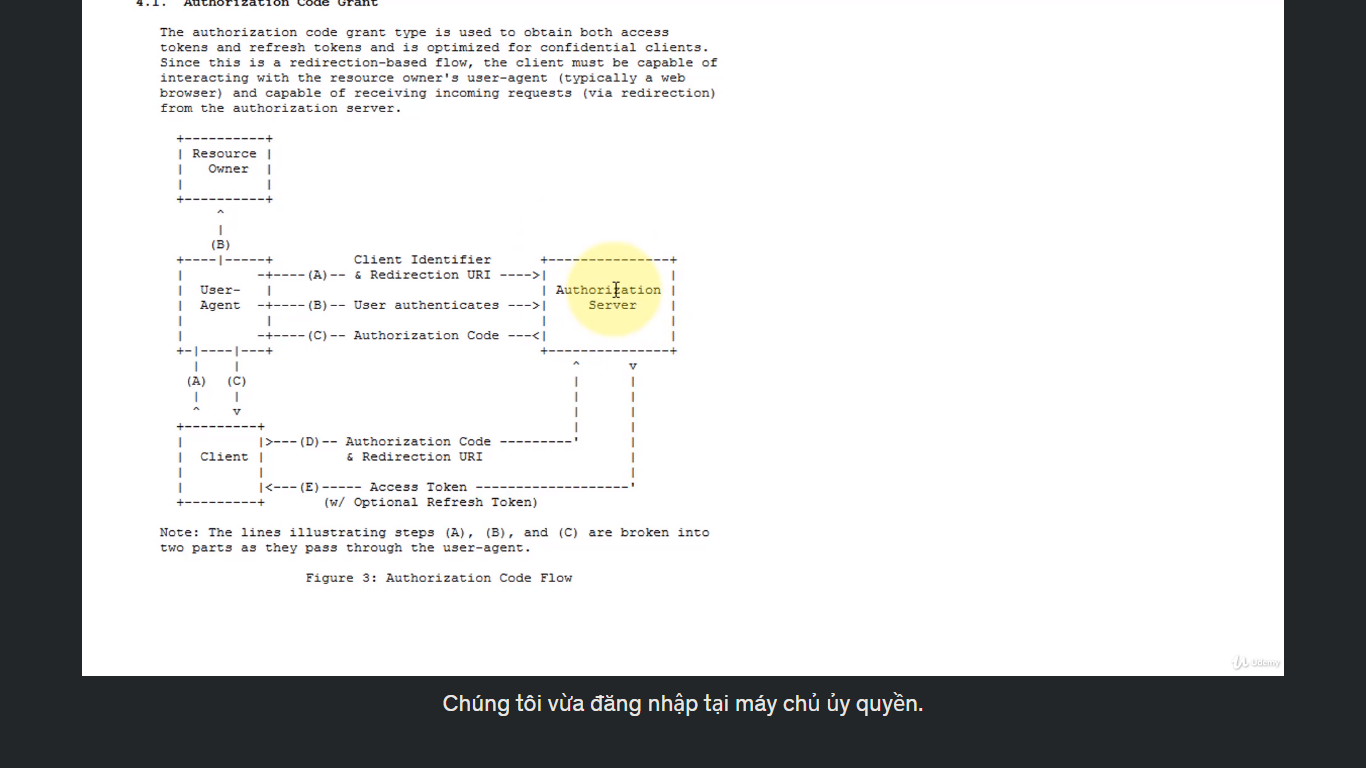 4.1.  Authorization Code Grant
The authorization code grant type is used to obtain both access
tokens and refresh tokens and is optimized for confidential clients.
Since this is a redirection-based flow, the client must be capable of
interacting with the resource owner's user-agent (typically a web
browser) and capable of receiving incoming requests (via redirection)
from the authorization server.
+----------+
| Resource |
|   Owner  |
|          |
+----------+
     ^
     |
    (B)
+----|-----+          Client Identifier      +---------------+
|         -+----(A)-- & Redirection URI ---->|               |
|  User-   |                                 | Authorization |
|  Agent  -+----(B)-- User authenticates --->|     Server    |
|          |                                 |               |
|         -+----(C)-- Authorization Code ---<|               |
+-|----|---+                                 +---------------+
  |    |                                         ^      v
 (A)  (C)                                        |      |
  |    |                                         |      |
  ^    v                                         |      |
+---------+                                      |      |
|         |>---(D)-- Authorization Code ---------'      |
|  Client |          & Redirection URI                  |
|         |                                             |
|         |<---(E)----- Access Token -------------------'
+---------+       (w/ Optional Refresh Token)
Note: The lines illustrating steps (A), (B), and (C) are broken into
two parts as they pass through the user-agent.
Figure 3: Authorization Code Flow
Udemy
Chúng tôi vừa đăng nhập tại máy chủ ủy quyền.